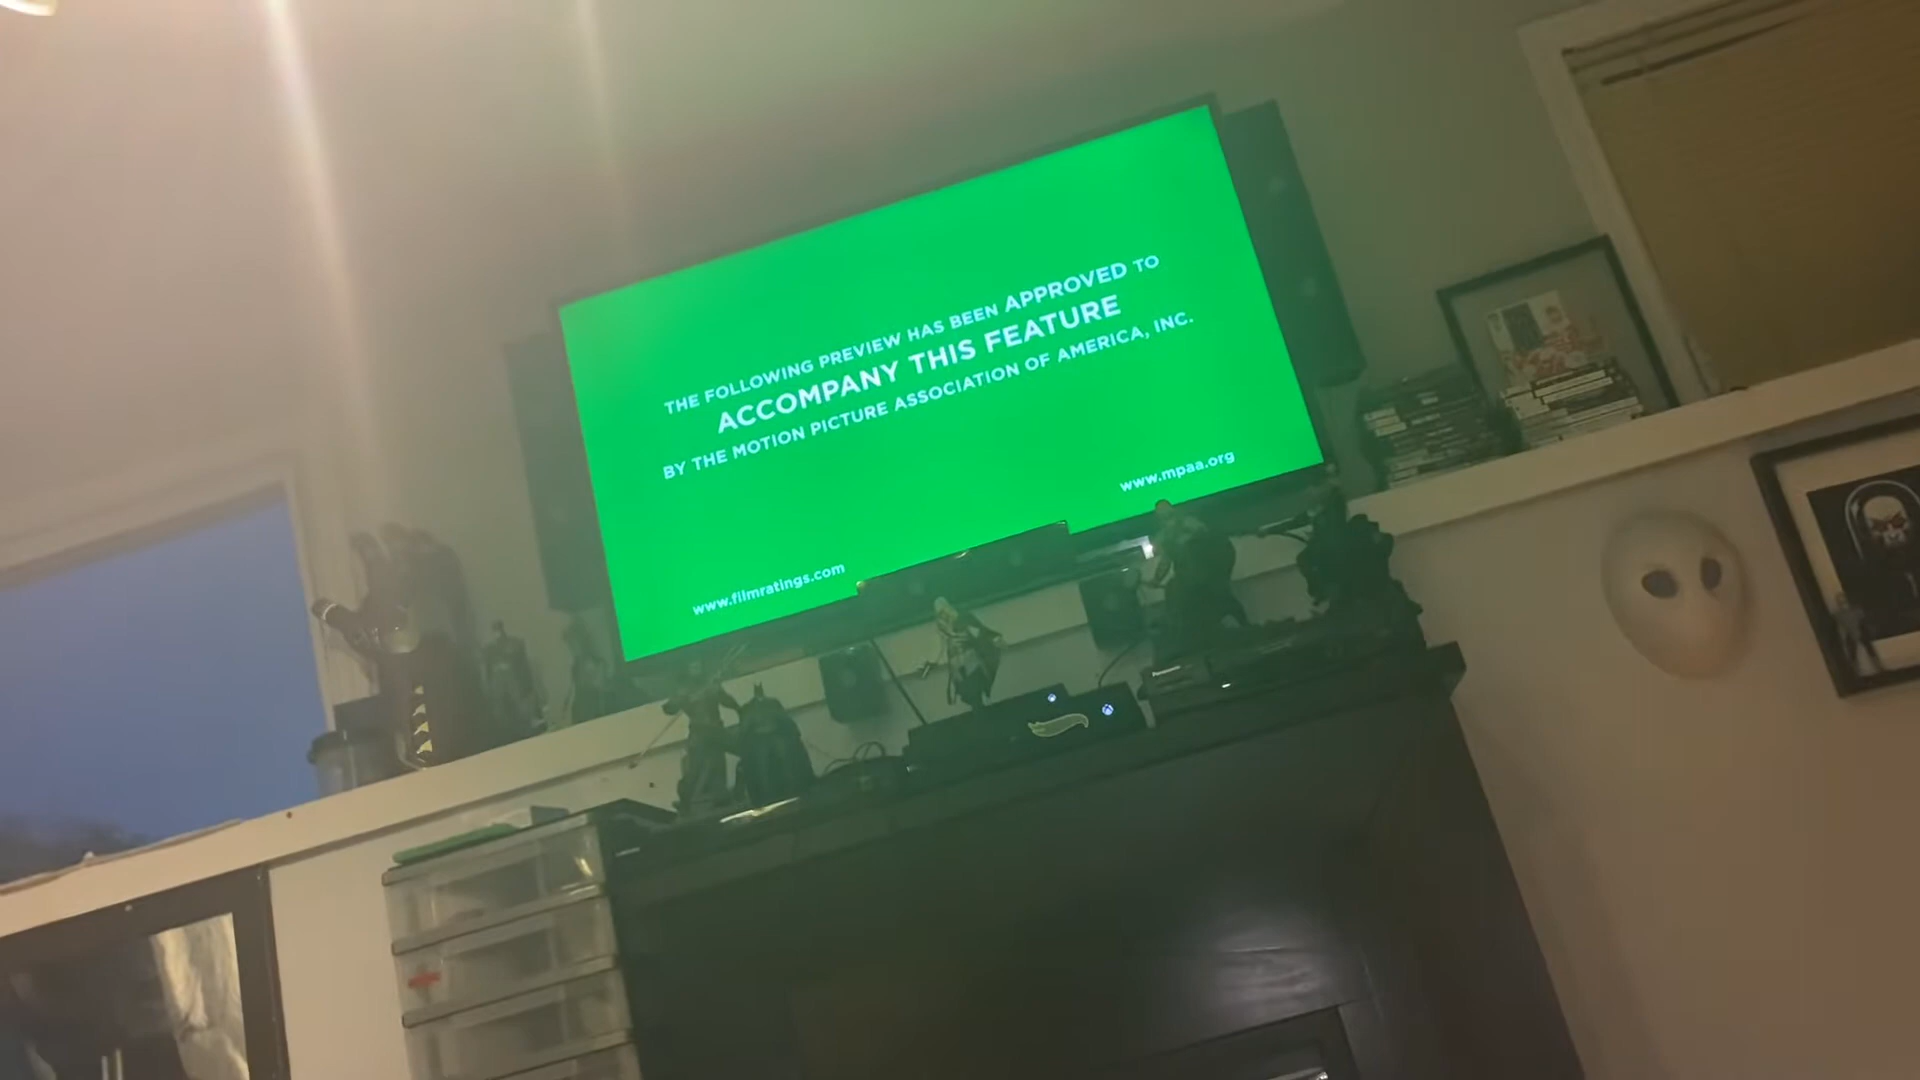 THE FOLLOWING PREVIEW HAS BEEN APPROVED TO
ACCOMPANY THIS FEATURE
BY THE MOTION PICTURE ASSOCIATION OF AMERICA, INC.
www.filmratings.com
www.mpaa.org
Panasonic